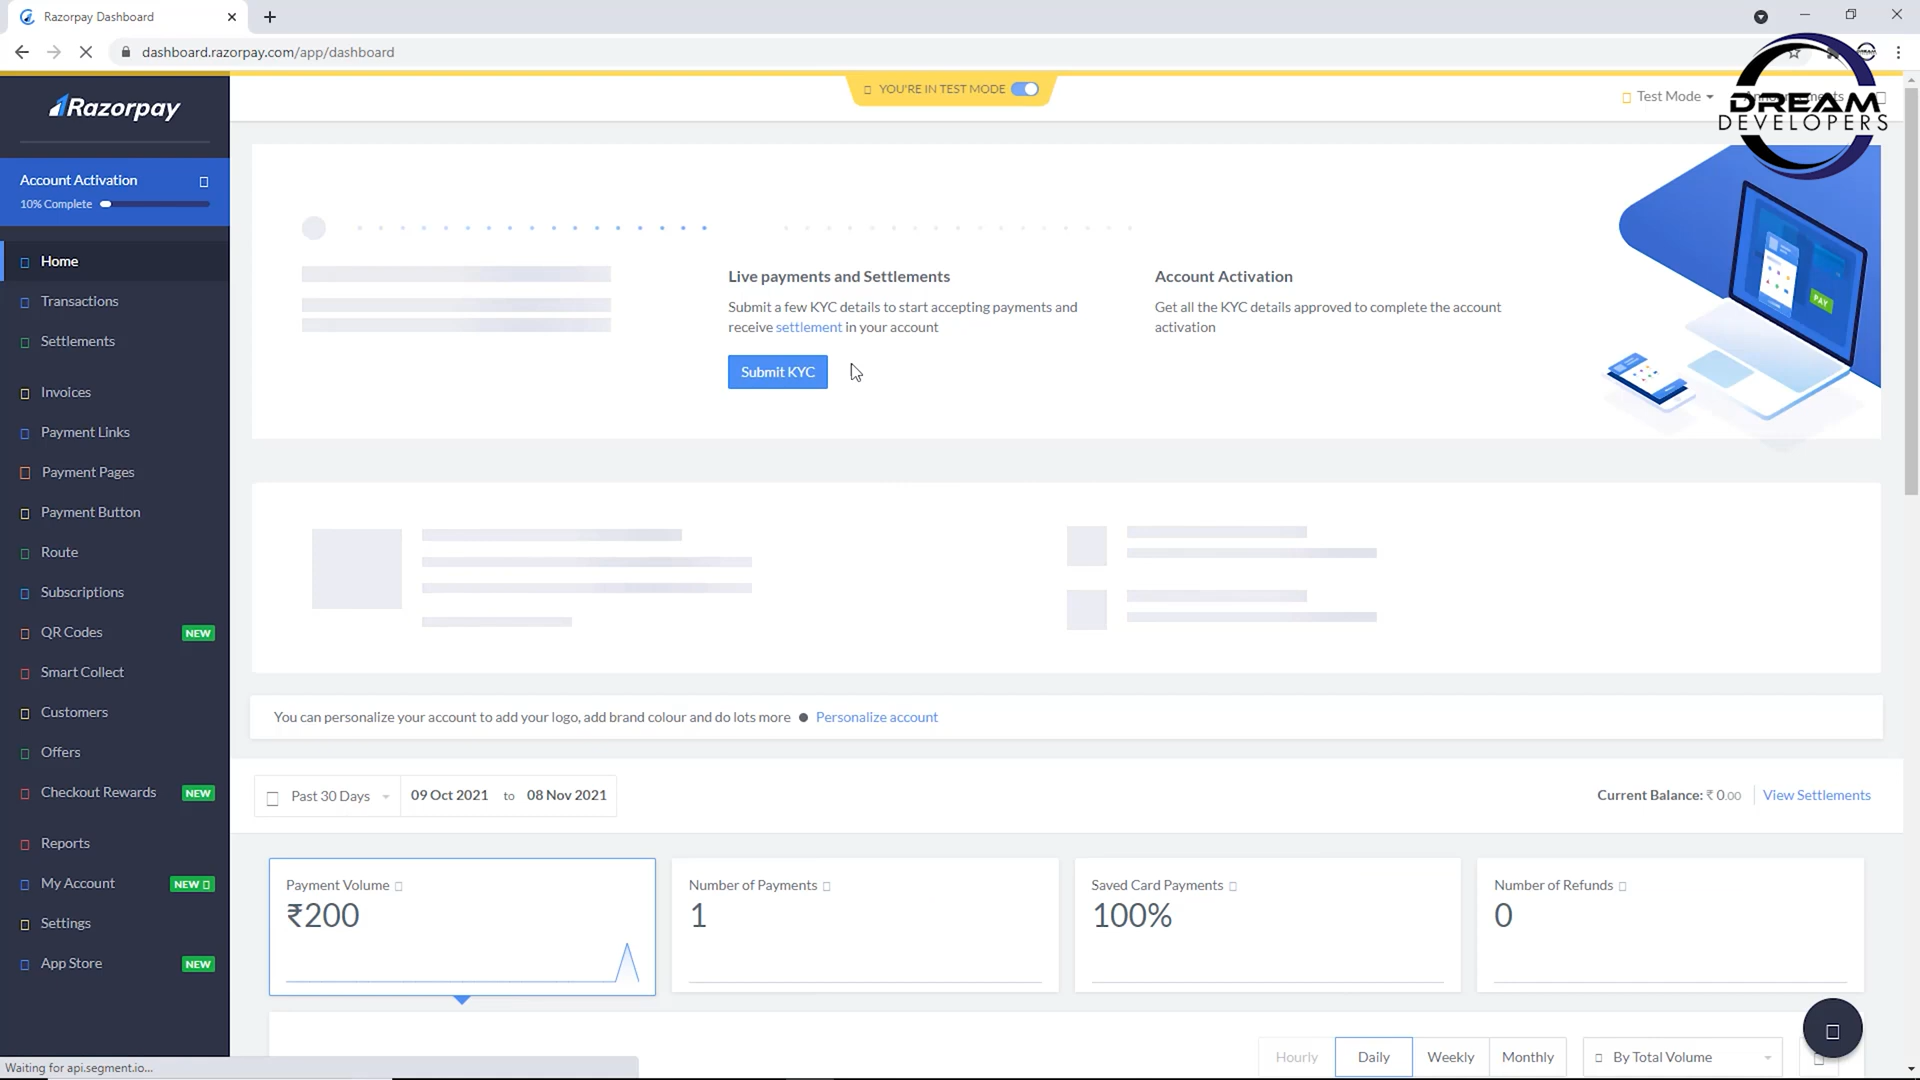 Razorpay Dashboard
dashboard.razorpay.com/app/dashboard
YOU'RE IN TEST MODE
Test Mode
DREAM
DEVELOPERS
Razorpay
Account Activation
10% Complete
Home
Transactions
Settlements
Invoices
Payment Links
Payment Pages
Payment Button
Route
Subscriptions
QR Codes NEW
Smart Collect
Customers
Offers
Checkout Rewards NEW
Reports
My Account NEW
Settings
App Store NEW
Live payments and Settlements
Submit a few KYC details to start accepting payments and
receive settlement in your account
Submit KYC
Account Activation
Get all the KYC details approved to complete the account
activation
PAY
You can personalize your account to add your logo, add brand colour and do lots more ● Personalize account
Past 30 Days 09 Oct 2021 to 08 Nov 2021
Current Balance: ₹ 0.00 View Settlements
Payment Volume
₹200
Number of Payments
1
Saved Card Payments
100%
Number of Refunds
0
Hourly Daily Weekly Monthly By Total Volume
Waiting for api.segment.io...